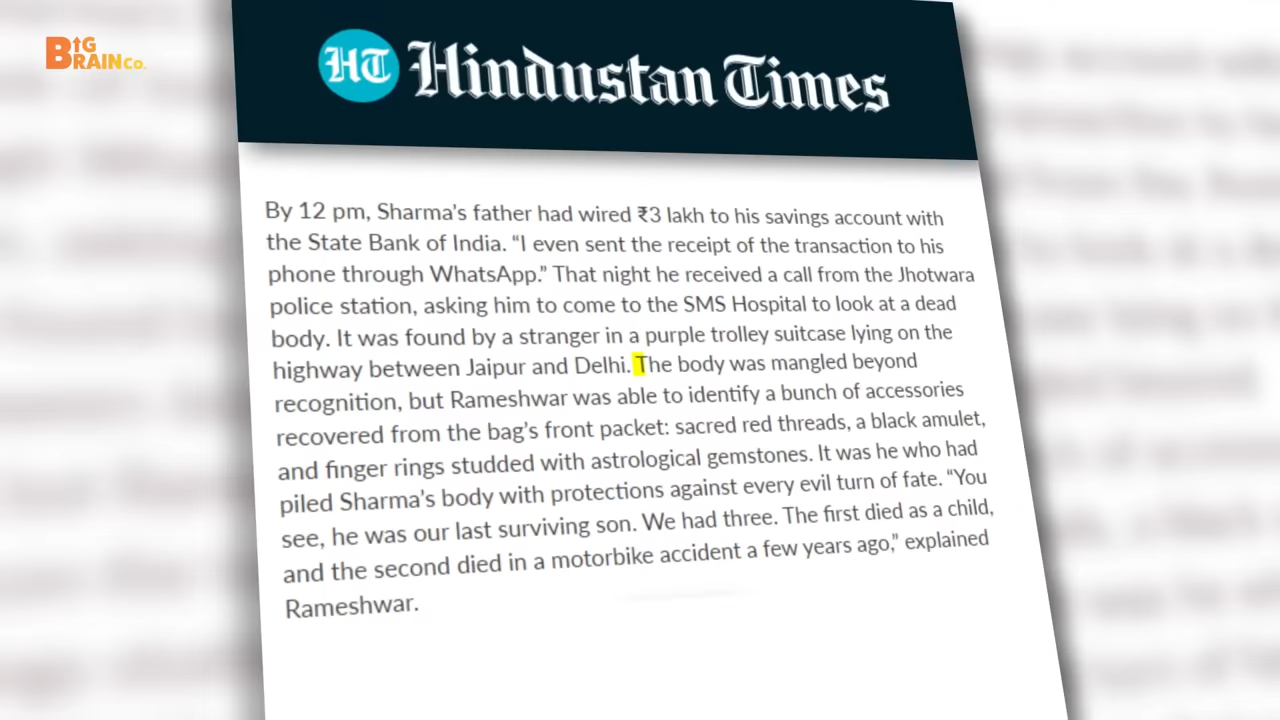 BIG
BRAINCo.
HT Hindustan Times
By 12 pm, Sharma's father had wired ₹3 lakh to his savings account with
the State Bank of India. “I even sent the receipt of the transaction to his
phone through WhatsApp.” That night he received a call from the Jhotwara
police station, asking him to come to the SMS Hospital to look at a dead
body. It was found by a stranger in a purple trolley suitcase lying on the
highway between Jaipur and Delhi. The body was mangled beyond
recognition, but Rameshwar was able to identify a bunch of accessories
recovered from the bag's front packet: sacred red threads, a black amulet,
and finger rings studded with astrological gemstones. It was he who had
piled Sharma's body with protections against every evil turn of fate. “You
see, he was our last surviving son. We had three. The first died as a child,
and the second died in a motorbike accident a few years ago,” explained
Rameshwar.